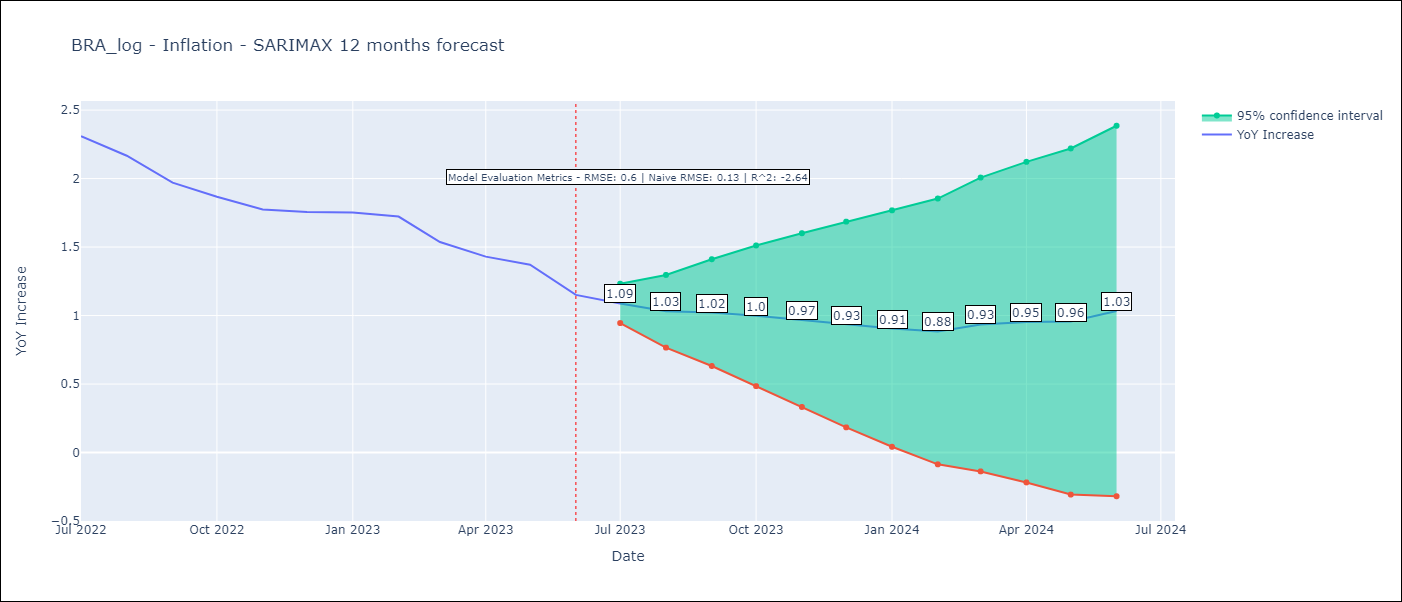 BRA_log - Inflation - SARIMAX 12 months forecast
95% confidence interval
YoY Increase
Model Evaluation Metrics - RMSE: 0.6 | Naive RMSE: 0.13 | R^2: -2.64
2.5
2
1.5
1
0.5
0
−0.5
YoY Increase
1.09
1.03
1.02
1.0
0.97
0.93
0.91
0.88
0.93
0.95
0.96
1.03
Jul 2022
Oct 2022
Jan 2023
Apr 2023
Jul 2023
Oct 2023
Jan 2024
Apr 2024
Jul 2024
Date